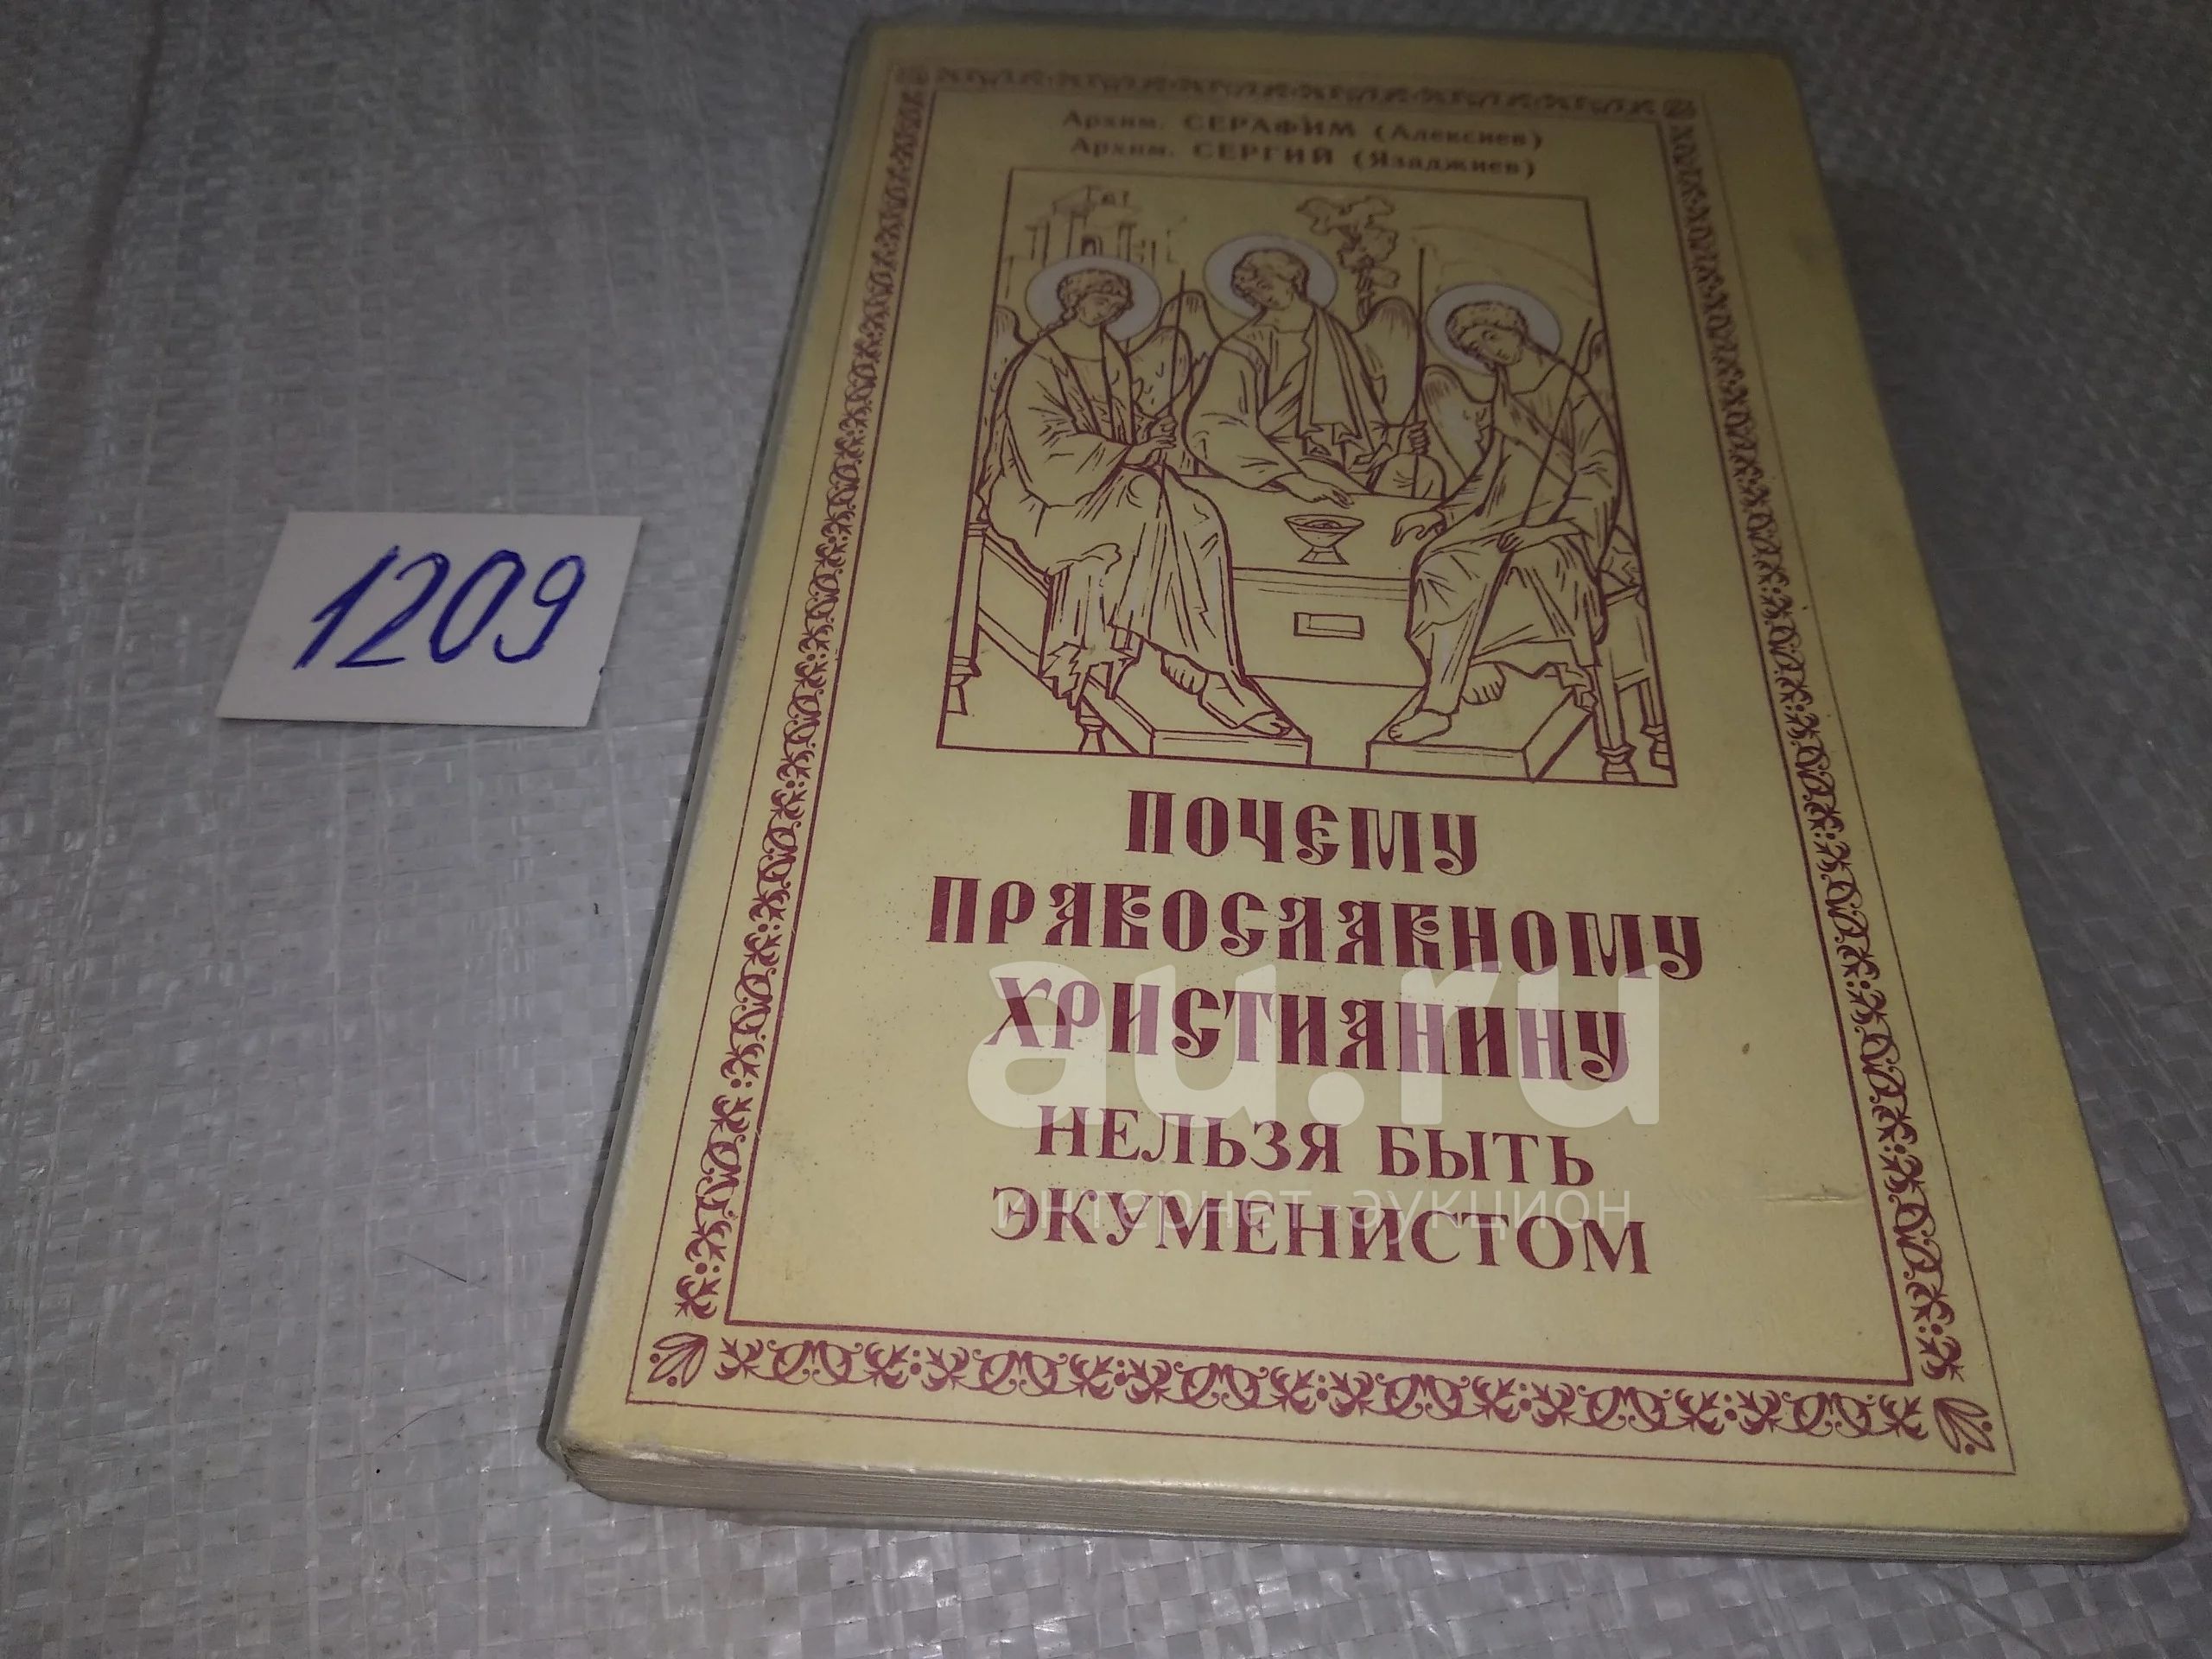 Архим. СЕРАФИМ (Алексиев)
Архим. СЕРГИЙ (Язаджиев)
1209
ПОЧЕМУ
ПРАВОСЛАВНОМУ
ХРИСТИАНИНУ
НЕЛЬЗЯ БЫТЬ
ЭКУМЕНИСТОМ
au.ru
интернет-аукцион